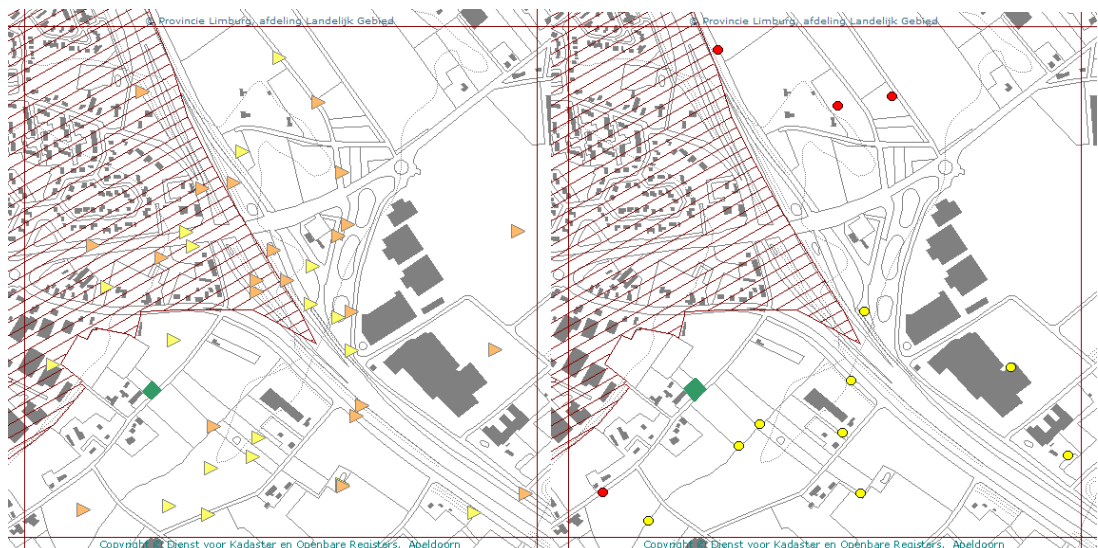 © Provincie Limburg, afdeling Landelijk Gebied
© Provincie Limburg, afdeling Landelijk Gebied
Copyright © Dienst voor Kadaster en Openbare Registers, Apeldoorn
Copyright © Dienst voor Kadaster en Openbare Registers, Apeldoorn